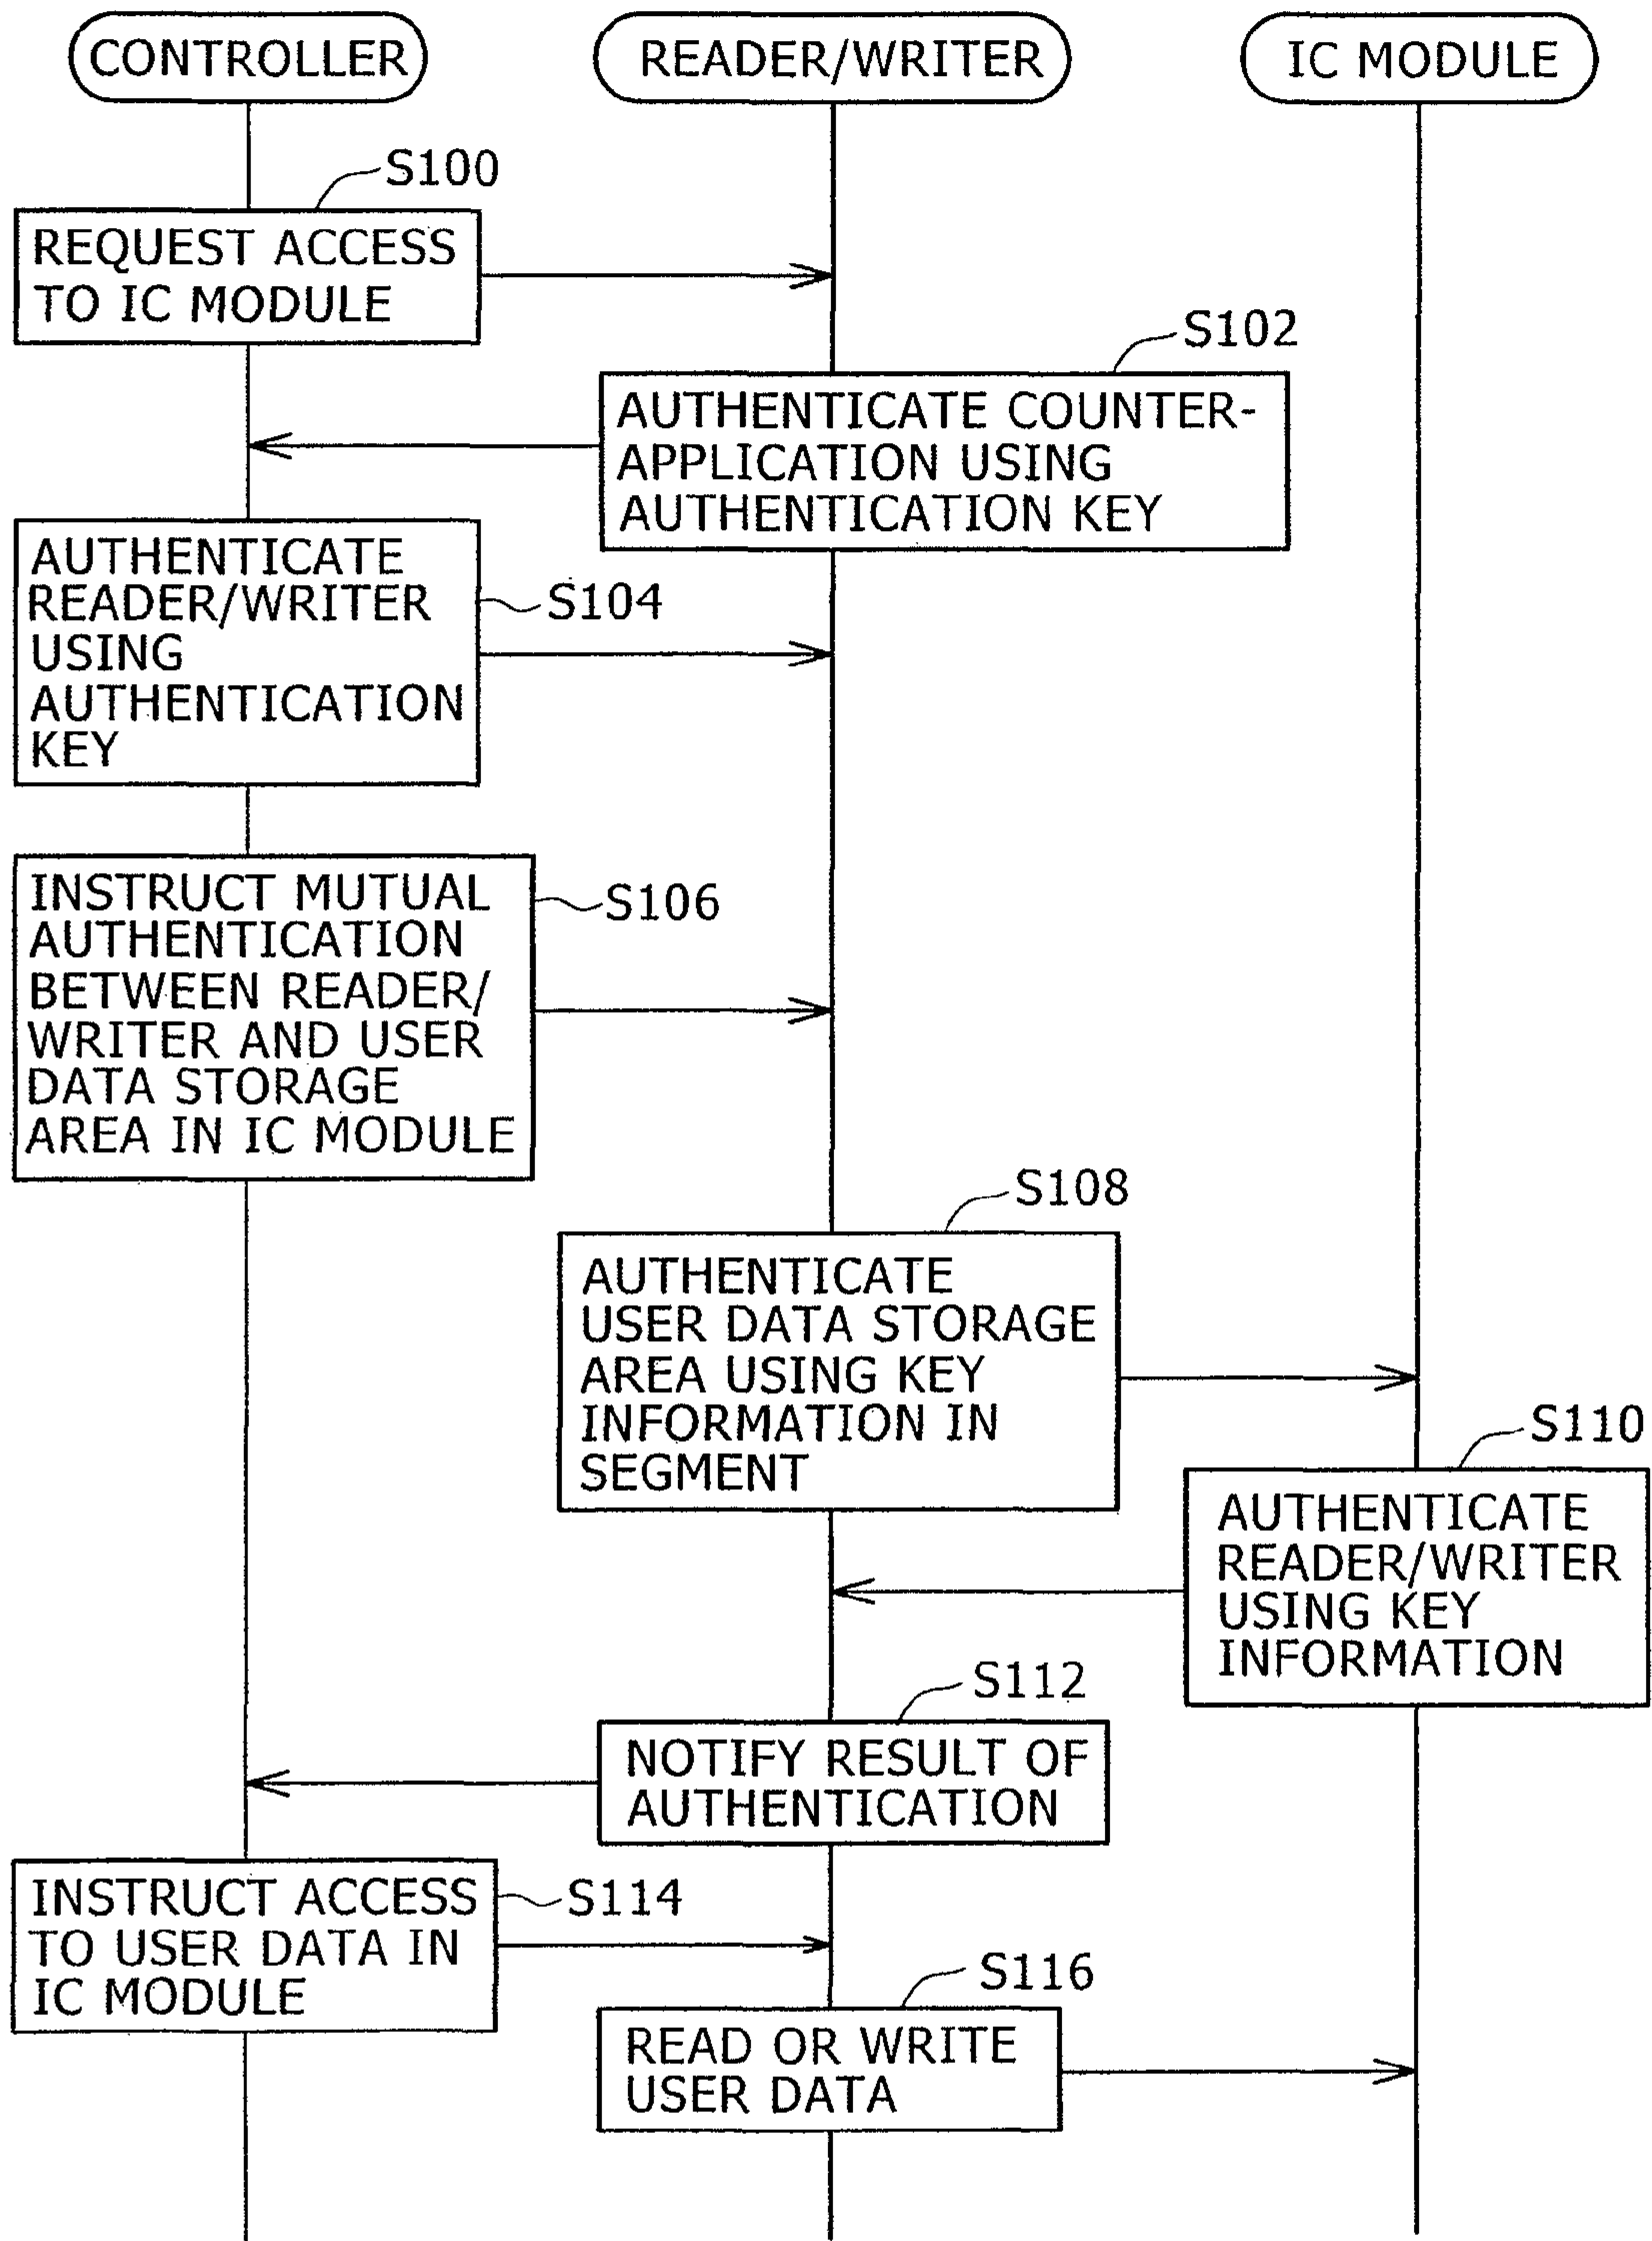 CONTROLLER
READER/WRITER
IC MODULE
S100
REQUEST ACCESS
TO IC MODULE
S102
AUTHENTICATE COUNTER-
APPLICATION USING
AUTHENTICATION KEY
AUTHENTICATE
READER/WRITER
USING
AUTHENTICATION
KEY
S104
INSTRUCT MUTUAL
AUTHENTICATION
BETWEEN READER/
WRITER AND USER
DATA STORAGE
AREA IN IC MODULE
S106
S108
AUTHENTICATE
USER DATA STORAGE
AREA USING KEY
INFORMATION IN
SEGMENT
S110
AUTHENTICATE
READER/WRITER
USING KEY
INFORMATION
S112
NOTIFY RESULT OF
AUTHENTICATION
INSTRUCT ACCESS
TO USER DATA IN
IC MODULE
S114
S116
READ OR WRITE
USER DATA